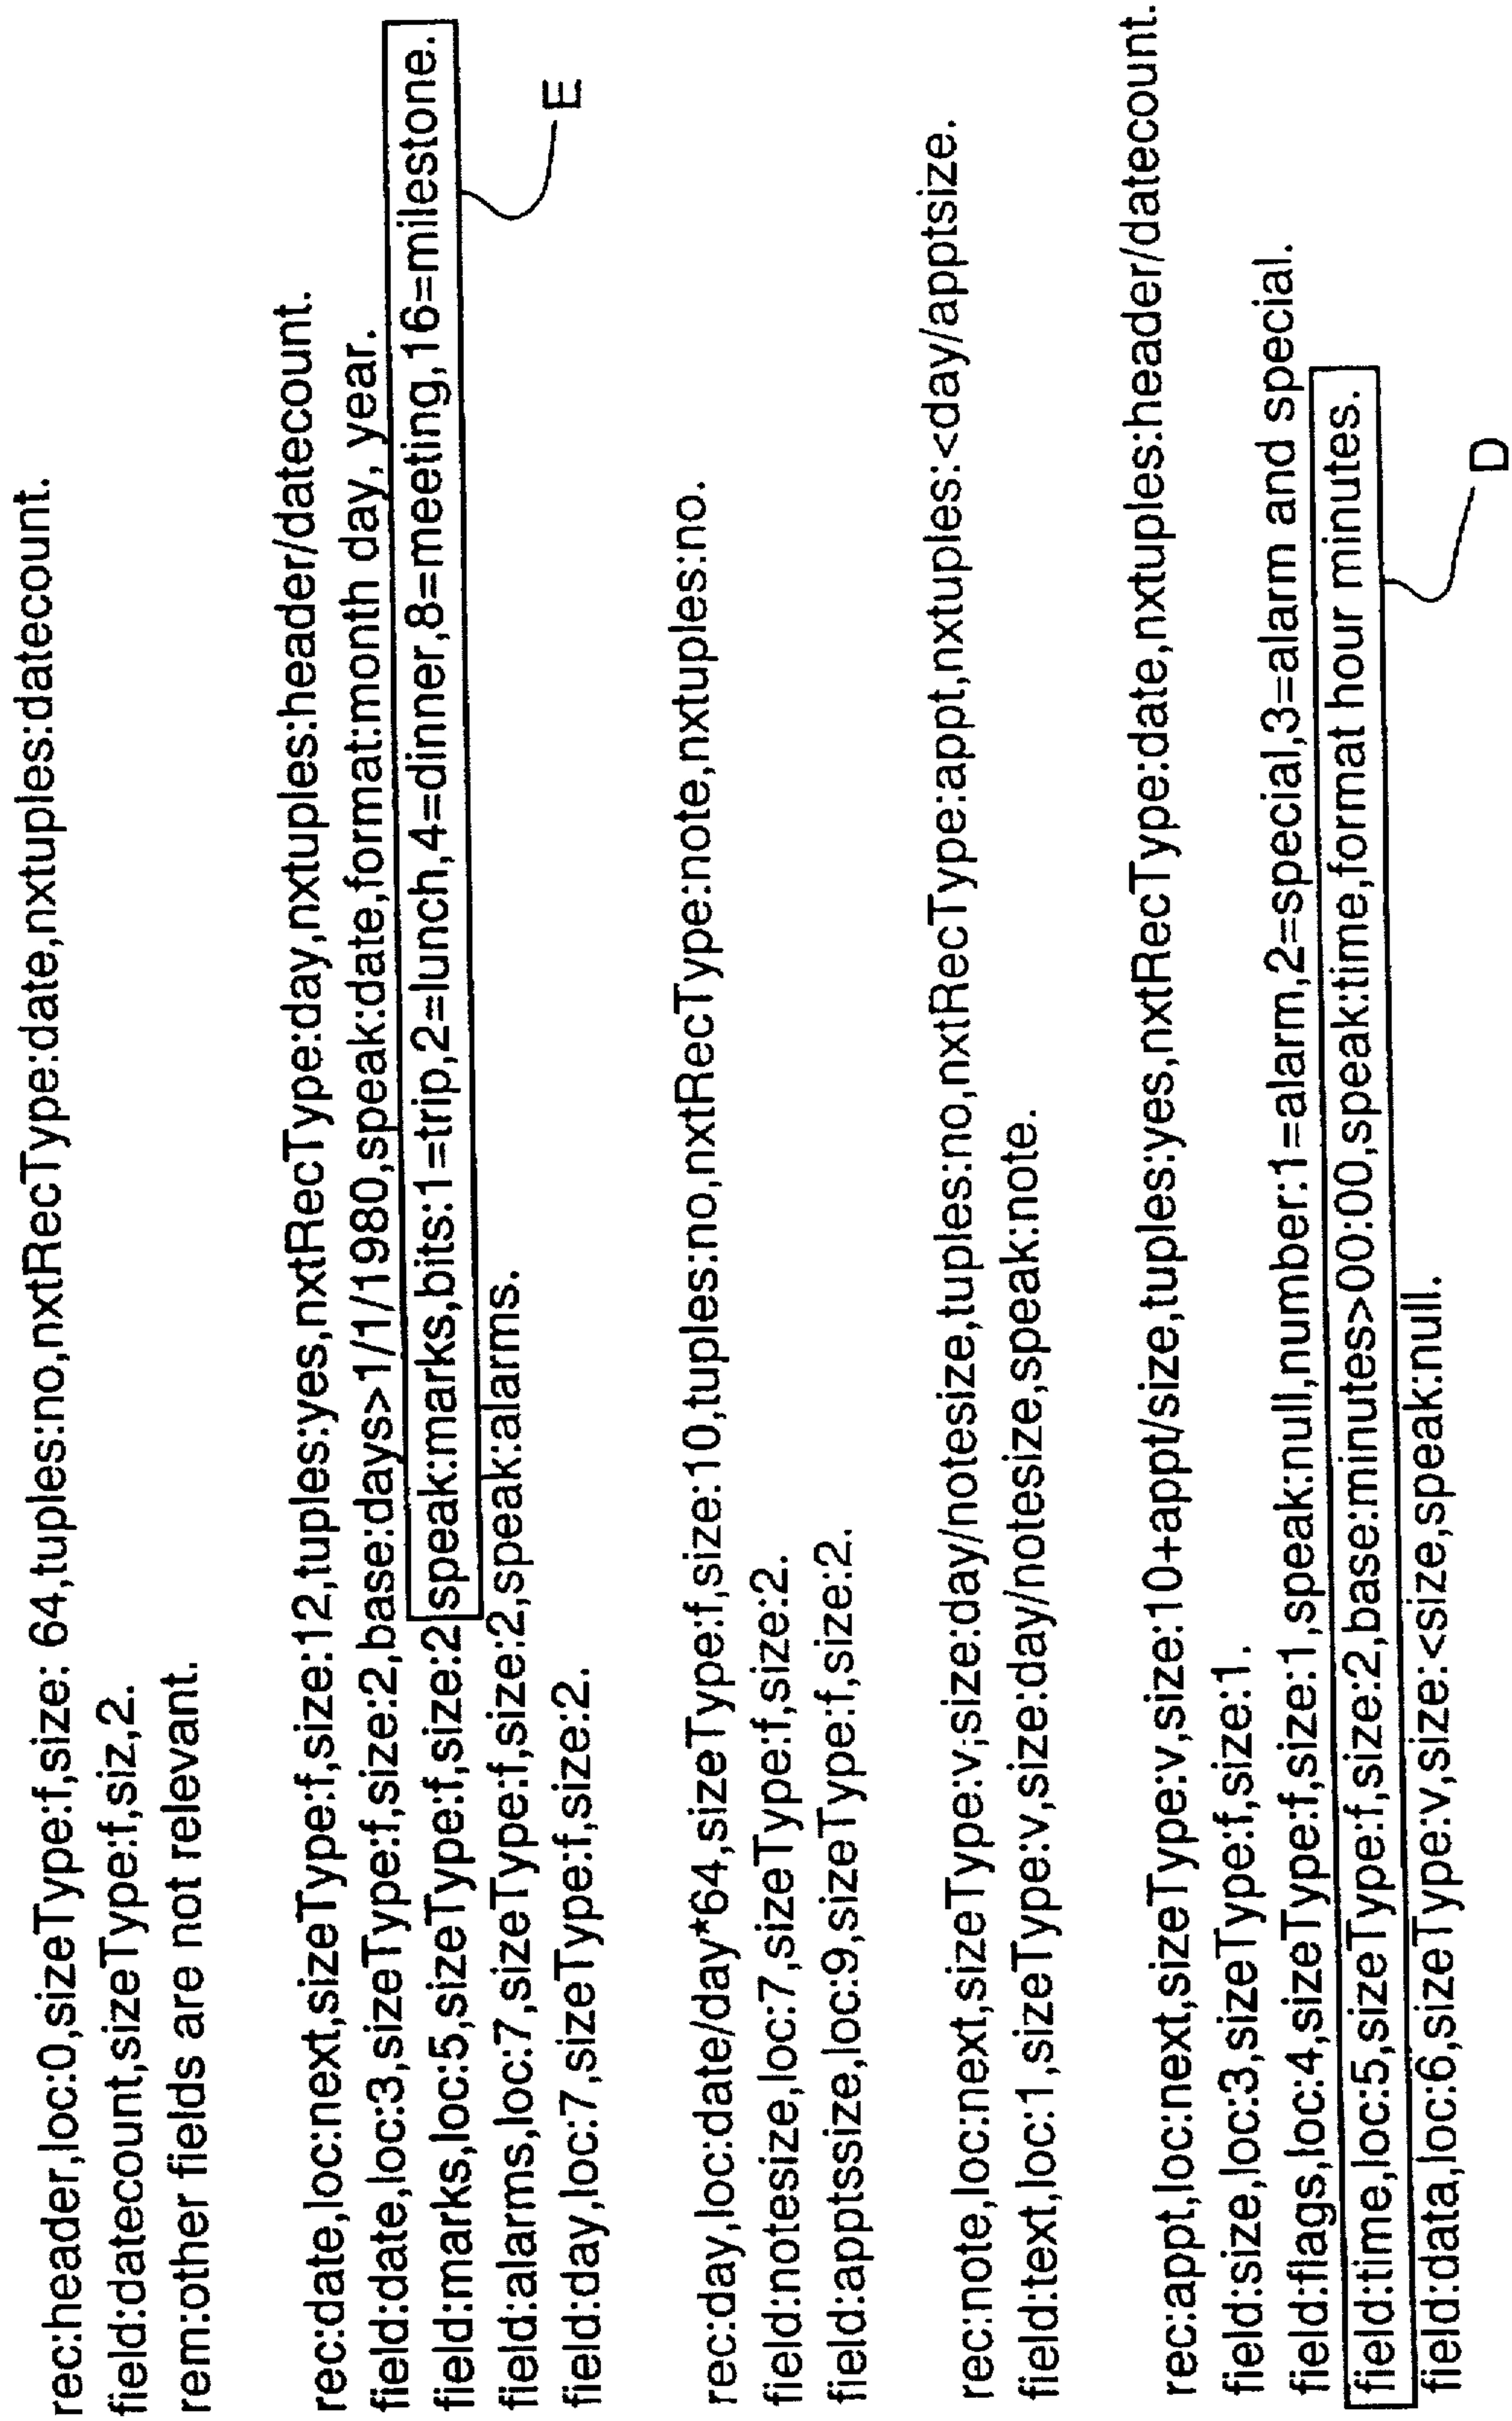 rec:header,loc:0,sizeType:f,size: 64,tuples:no,nxtRecType:date,nxtuples:datecount.
field:datecount,sizeType:f,siz,2.
rem:other fields are not relevant.
rec:date,loc:next,sizeType:f,size:12,tuples:yes,nxtRecType:day,nxtuples:header/datecount.
field:date,loc:3,sizeType:f,size:2,base:days>1/1/1980,speak:date,format:month day, year.
field:marks,loc:5,sizeType:f,size:2 speak:marks,bits:1=trip,2=lunch,4=dinner,8=meeting,16=milestone.
field:alarms,loc:7,sizeType:f,size:2,speak:alarms.
E
field:day,loc:7,sizeType:f,size:2.
rec:day,loc:date/day*64,sizeType:f,size:10,tuples:no,nxtRecType:note,nxtuples:no.
field:notesize,loc:7,sizeType:f,size:2.
field:apptssize,loc:9,sizeType:f,size:2.
rec:note,loc:next,sizeType:v;size:day/notesize,tuples:no,nxtRecType:appt,nxtuples:<day/apptsize.
field:text,loc:1,sizeType:v,size:day/notesize,speak:note.
rec:appt,loc:next,sizeType:v,size:10+appt/size,tuples:yes,nxtRecType:date,nxtuples:header/datecount.
field:size,loc:3,sizeType:f,size:1.
field:flags,loc:4,sizeType:f,size:1,speak:null,number:1=alarm,2=special,3=alarm and special.
field:time,loc:5,sizeType:f,size:2,base:minutes>00:00,speak:time,format hour minutes.
field:data,loc:6,sizeType:v,size:<size,speak:null.
D